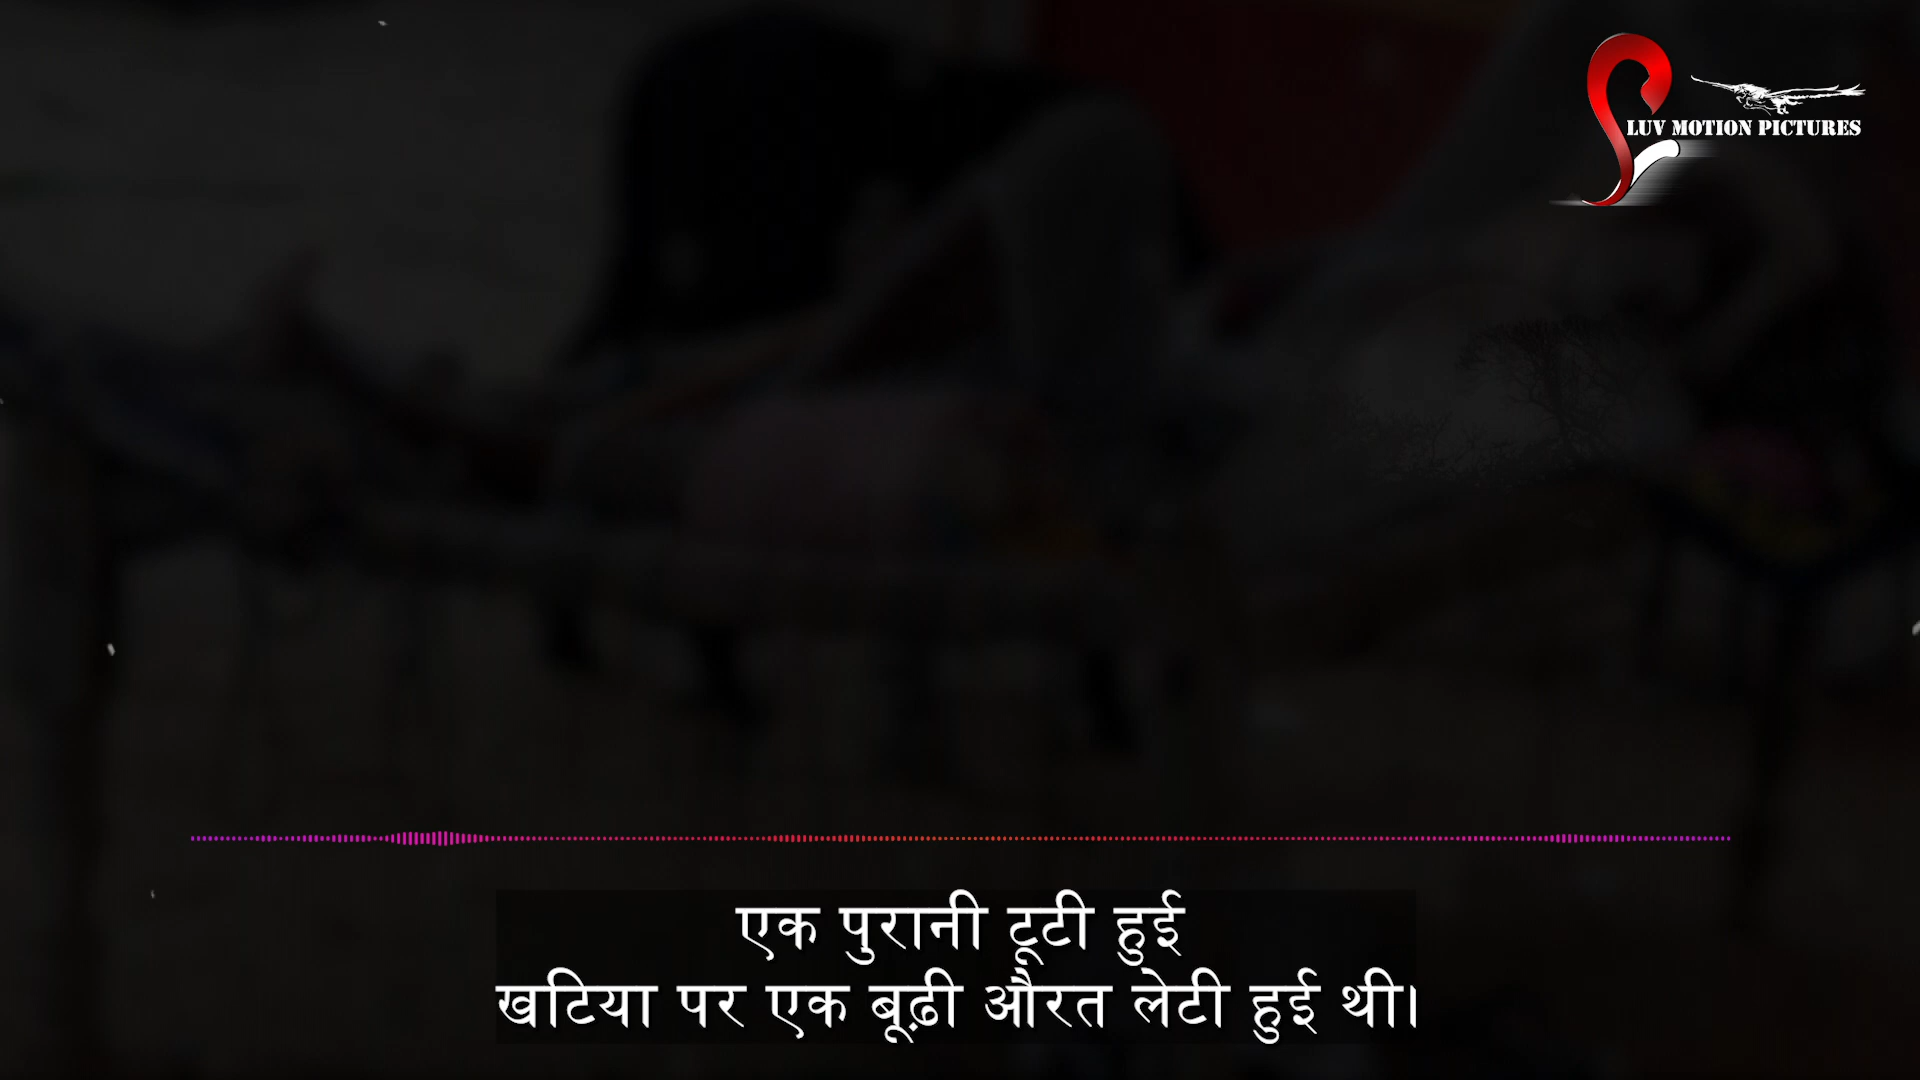 LUV MOTION PICTURES
एक पुरानी टूटी हुई
खटिया पर एक बूढ़ी औरत लेटी हुई थी।